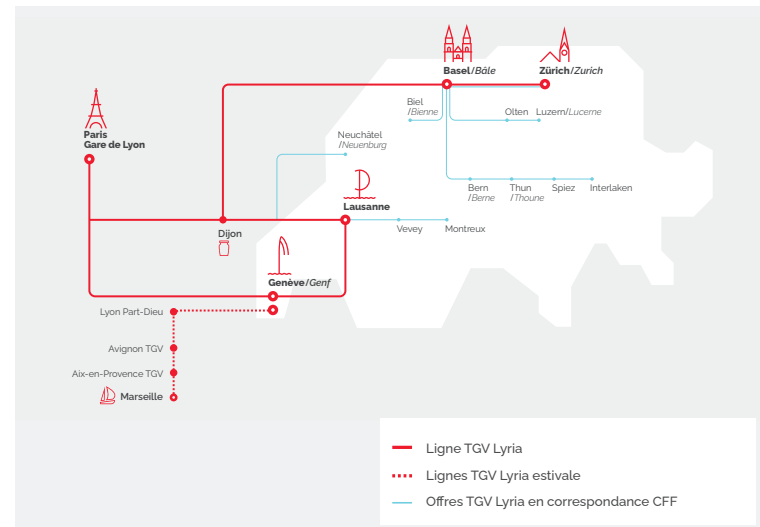 Basel/Bâle
Zürich/Zurich
Biel
/Bienne
Olten
Luzern/Lucerne
Paris
Gare de Lyon
Neuchâtel
/Neuenburg
Bern
/Berne
Thun
/Thoune
Spiez
Interlaken
Lausanne
Dijon
Vevey
Montreux
Genève/Genf
Lyon Part-Dieu
Avignon TGV
Aix-en-Provence TGV
Marseille
Ligne TGV Lyria
Lignes TGV Lyria estivale
Offres TGV Lyria en correspondance CFF